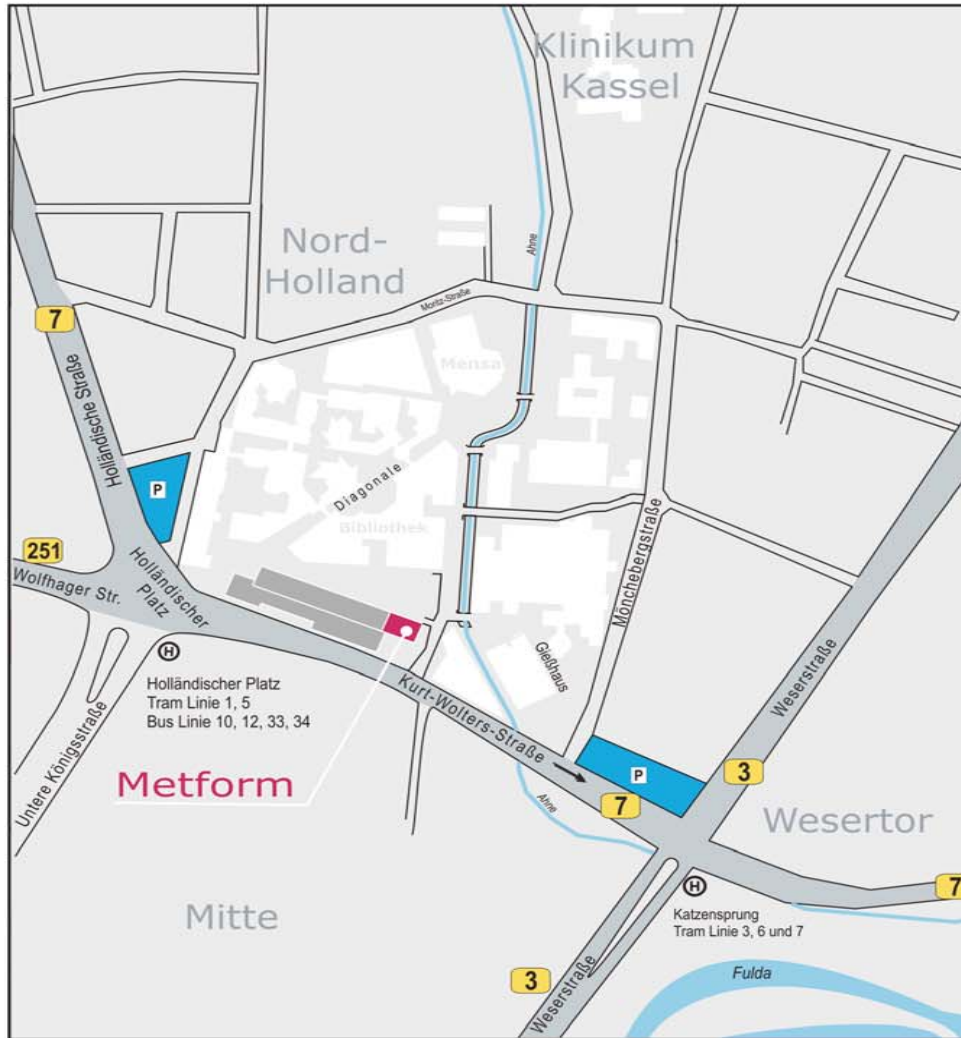 Klinikum
Kassel
Nord-
Holland
Ahne
Moritz-Straße
7
Holländische Straße
Mensa
P
Diagonale
Bibliothek
251
Wolfhager Str.
Holländischer
Platz
Mönchebergstraße
Gießhaus
Weserstraße
H
Holländischer Platz
Tram Linie 1, 5
Bus Linie 10, 12, 33, 34
Untere Königsstraße
Kurt-Wolters-Straße
Metform
P
3
7
Ahne
Wesertor
7
H
Katzensprung
Tram Linie 3, 6 und 7
Mitte
3
Weserstraße
Fulda